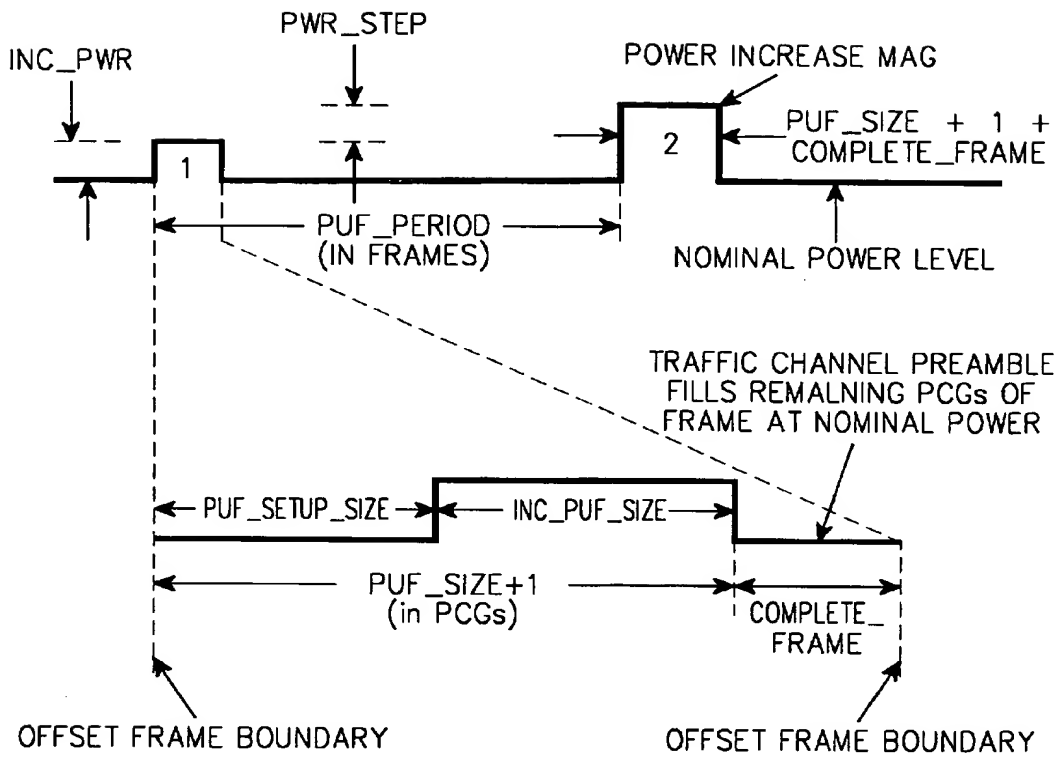 PWR_STEP
INC_PWR
POWER INCREASE MAG
1
2
PUF_SIZE + 1 +
COMPLETE_FRAME
PUF_PERIOD
(IN FRAMES)
NOMINAL POWER LEVEL
TRAFFIC CHANNEL PREAMBLE
FILLS REMALNING PCGs OF
FRAME AT NOMINAL POWER
PUF_SETUP_SIZE
INC_PUF_SIZE
PUF_SIZE+1
(in PCGs)
COMPLETE_
FRAME
OFFSET FRAME BOUNDARY
OFFSET FRAME BOUNDARY